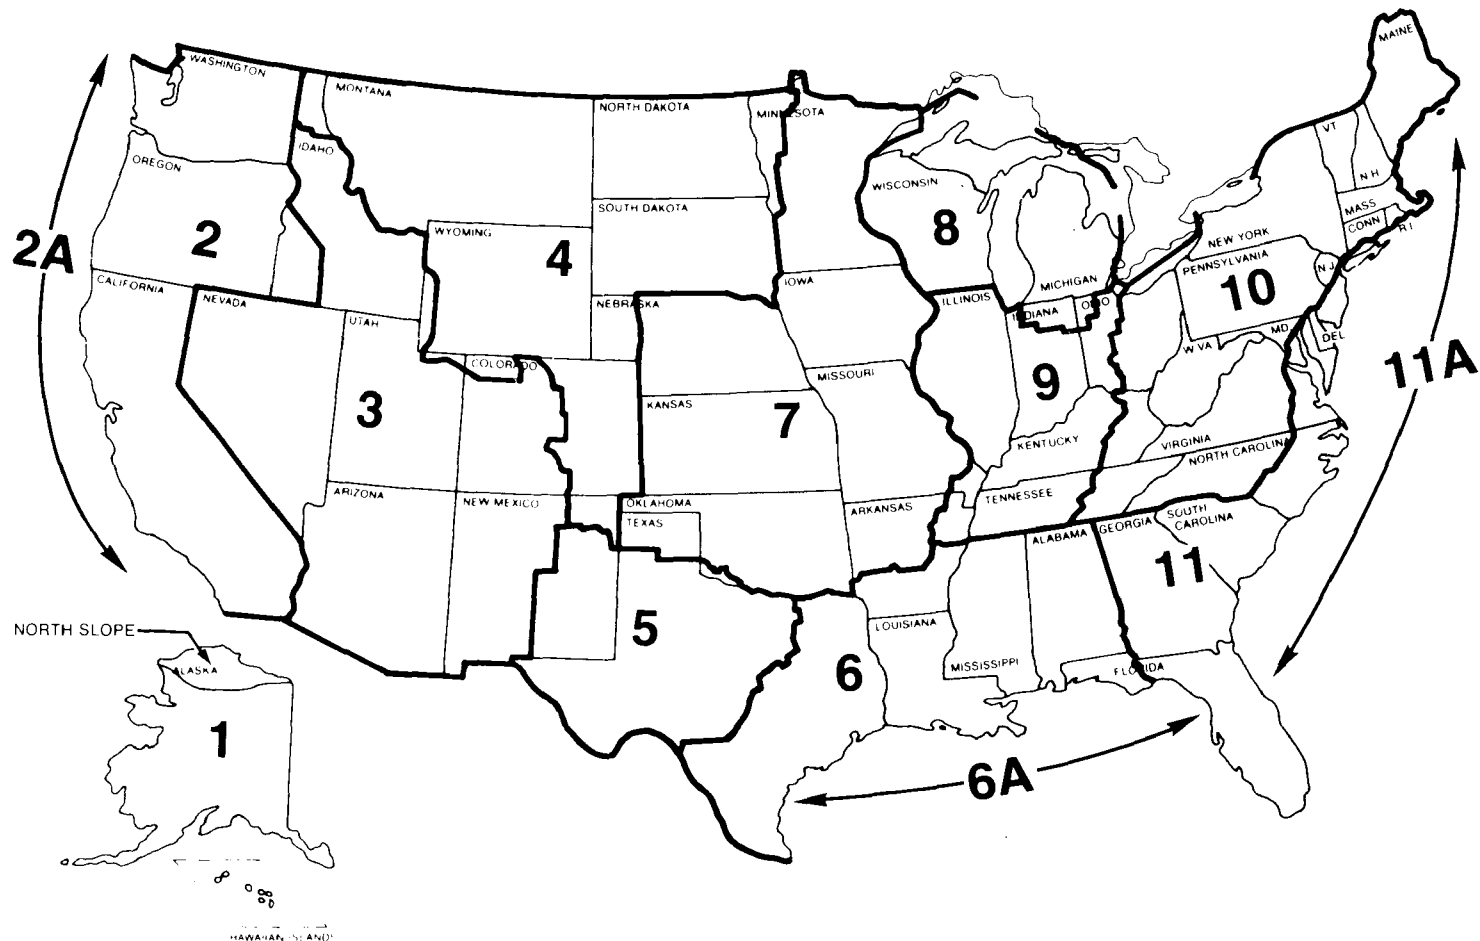 MAINE
WASHINGTON
MONTANA
NORTH DAKOTA
MINNESOTA
VT
IDAHO
OREGON
WISCONSIN
N H
SOUTH DAKOTA
MASS
CONN
R I
WYOMING
8
2
4
2A
NEW YORK
PENNSYLVANIA
N J
10
CALIFORNIA
NEVADA
NEBRASKA
IOWA
MICHIGAN
ILLINOIS
INDIANA
OHIO
UTAH
MD
DEL
W VA
11A
COLORADO
MISSOURI
9
3
KANSAS
7
KENTUCKY
VIRGINIA
NORTH CAROLINA
ARIZONA
NEW MEXICO
OKLAHOMA
TEXAS
ARKANSAS
TENNESSEE
ALABAMA
GEORGIA
SOUTH
CAROLINA
11
NORTH SLOPE
5
LOUISIANA
MISSISSIPPI
FLORIDA
6
ALASKA
1
6A
HAWAIIAN ISLANDS